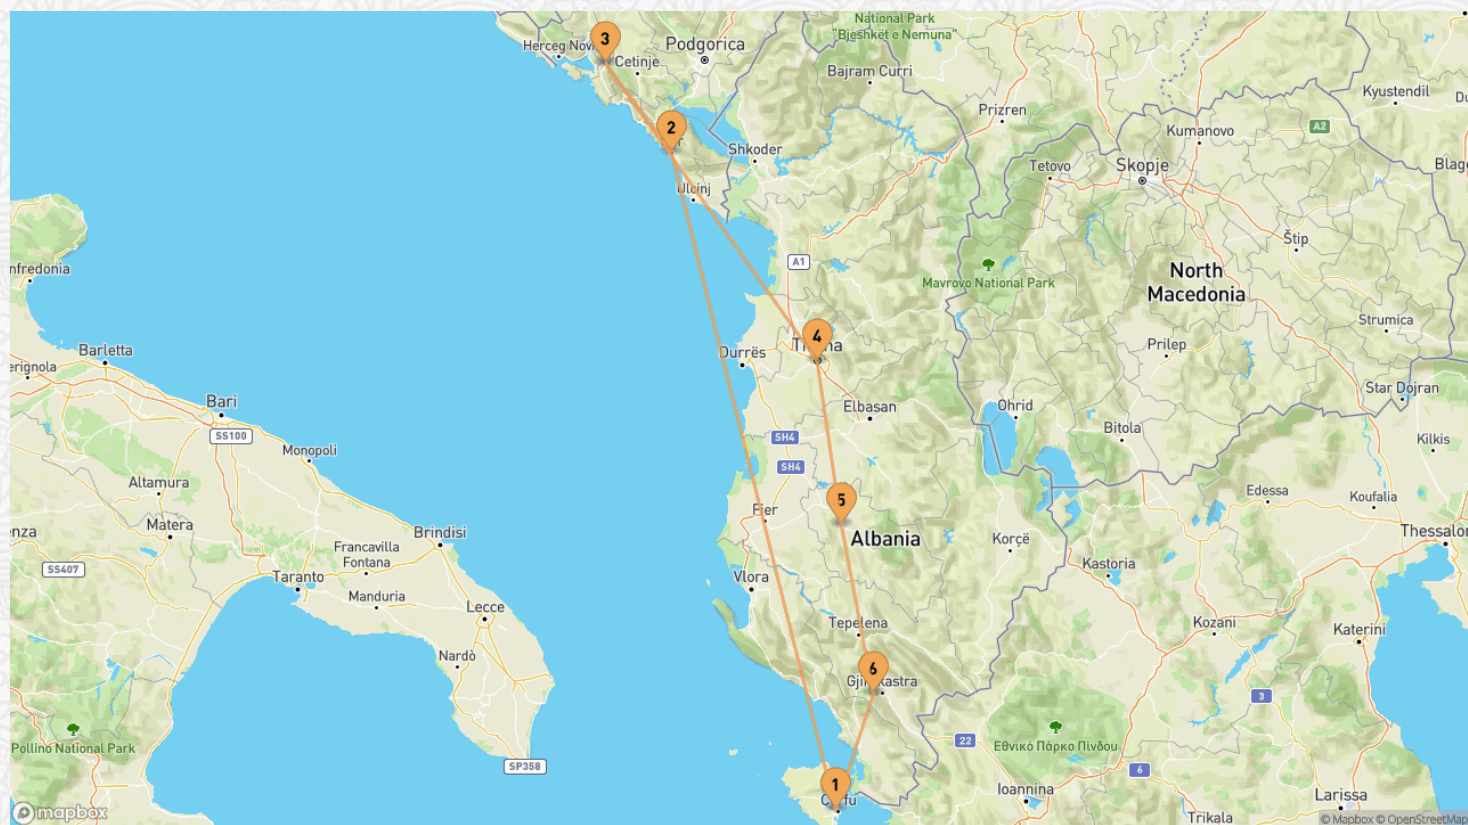 National Park
"Bjeshkët e Nemuna"
3
Herceg Novi
Podgorica
Cetinje
Bajram Curri
Kyustendil
Prizren
2
Kumanovo
A2
Shkoder
Skopje
Tetovo
Ulcinj
Štip
A1
nfredonia
Mavrovo National Park
North
Macedonia
Strumica
4
Barletta
Durrës
Prilep
erignola
Star Dojran
Bari
Elbasan
Ohrid
SS100
Bitola
SH4
Kilkis
Monopoli
SH4
Altamura
5
Edessa
Koufalia
Fier
Matera
nza
Brindisi
Thessalon
Albania
Korçë
Francavilla
Fontana
Kastoria
SS407
Taranto
Vlora
Manduria
Lecce
Tepelena
Kozani
Katerini
Nardò
6
3
22
Εθνικό Πάρκο Πίνδου
Pollino National Park
SP358
6
1
Ioannina
Corfu
Larissa
mapbox
Trikala
© Mapbox © OpenStreetMap